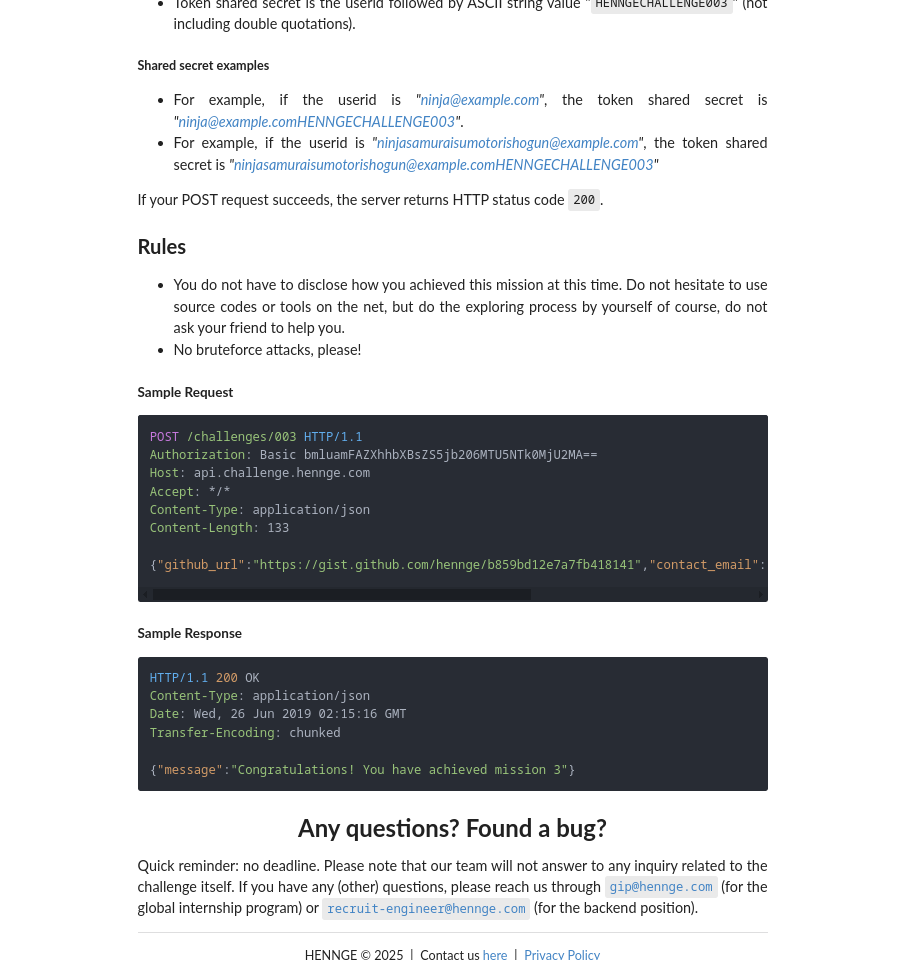 Token shared secret is the userid followed by ASCII string value "HENNGECHALLENGE003" (not
including double quotations).
Shared secret examples
For example, if the userid is "ninja@example.com", the token shared secret is
"ninja@example.comHENNGECHALLENGE003".
For example, if the userid is "ninjasamuraisumotorishogun@example.com", the token shared
secret is "ninjasamuraisumotorishogun@example.comHENNGECHALLENGE003"
If your POST request succeeds, the server returns HTTP status code 200.
Rules
You do not have to disclose how you achieved this mission at this time. Do not hesitate to use
source codes or tools on the net, but do the exploring process by yourself of course, do not
ask your friend to help you.
No bruteforce attacks, please!
Sample Request
POST /challenges/003 HTTP/1.1
Authorization: Basic bmluamFAZXhhbXBsZS5jb206MTU5NTk0MjU2MA==
Host: api.challenge.hennge.com
Accept: */*
Content-Type: application/json
Content-Length: 133
{"github_url":"https://gist.github.com/hennge/b859bd12e7a7fb418141","contact_email":
Sample Response
HTTP/1.1 200 OK
Content-Type: application/json
Date: Wed, 26 Jun 2019 02:15:16 GMT
Transfer-Encoding: chunked
{"message":"Congratulations! You have achieved mission 3"}
Any questions? Found a bug?
Quick reminder: no deadline. Please note that our team will not answer to any inquiry related to the
challenge itself. If you have any (other) questions, please reach us through gip@hennge.com (for the
global internship program) or recruit-engineer@hennge.com (for the backend position).
HENNGE © 2025 | Contact us here | Privacy Policy